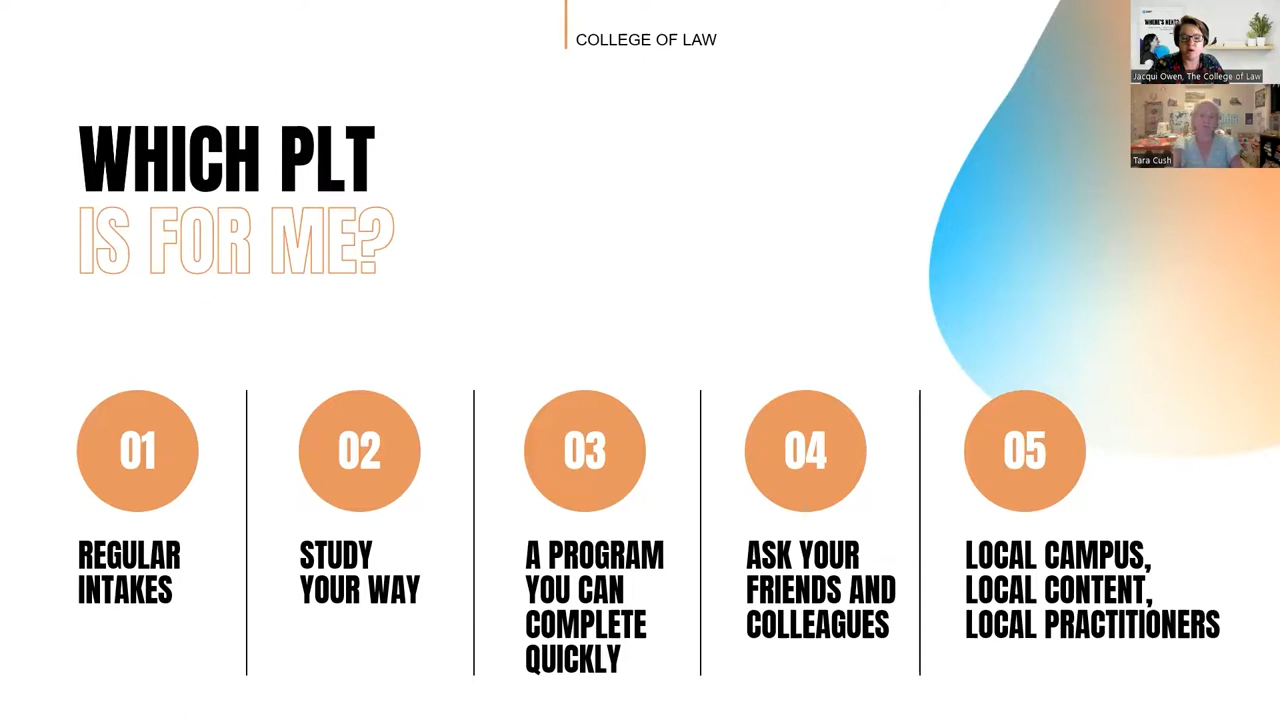 COLLEGE OF LAW
WHERE'S NEXT?
Jacqui Owen, The College of Law
Tara Cush
WHICH PLT
IS FOR ME?
01
REGULAR
INTAKES
02
STUDY
YOUR WAY
03
A PROGRAM
YOU CAN
COMPLETE
QUICKLY
04
ASK YOUR
FRIENDS AND
COLLEAGUES
05
LOCAL CAMPUS,
LOCAL CONTENT,
LOCAL PRACTITIONERS